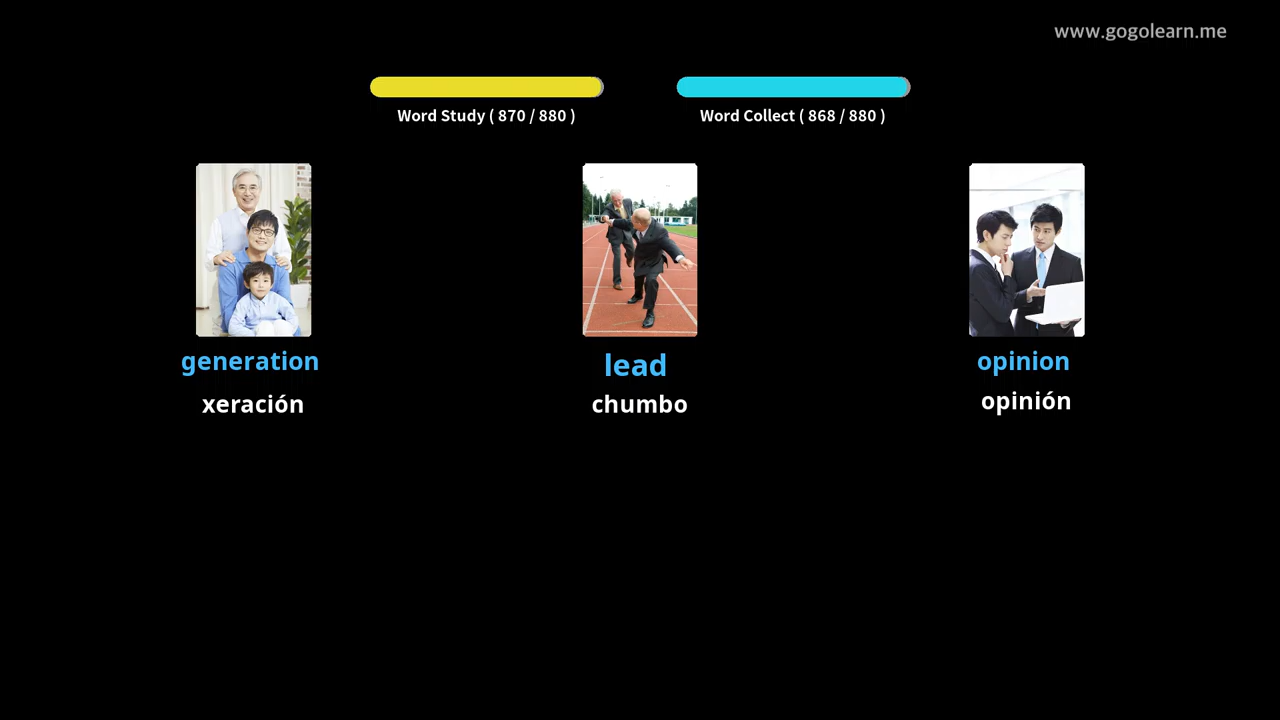 www.gogolearn.me
Word Study ( 870 / 880 )
Word Collect ( 868 / 880 )
generation
lead
opinion
xeración
chumbo
opinión